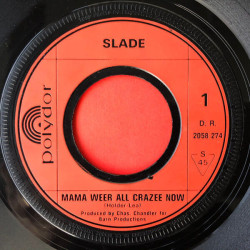 SLADE
polydor
1
D. R.
2058 274
S
45
MAMA WEER ALL CRAZEE NOW
(Holder-Lea)
Produced by Chas. Chandler for
Barn Productions